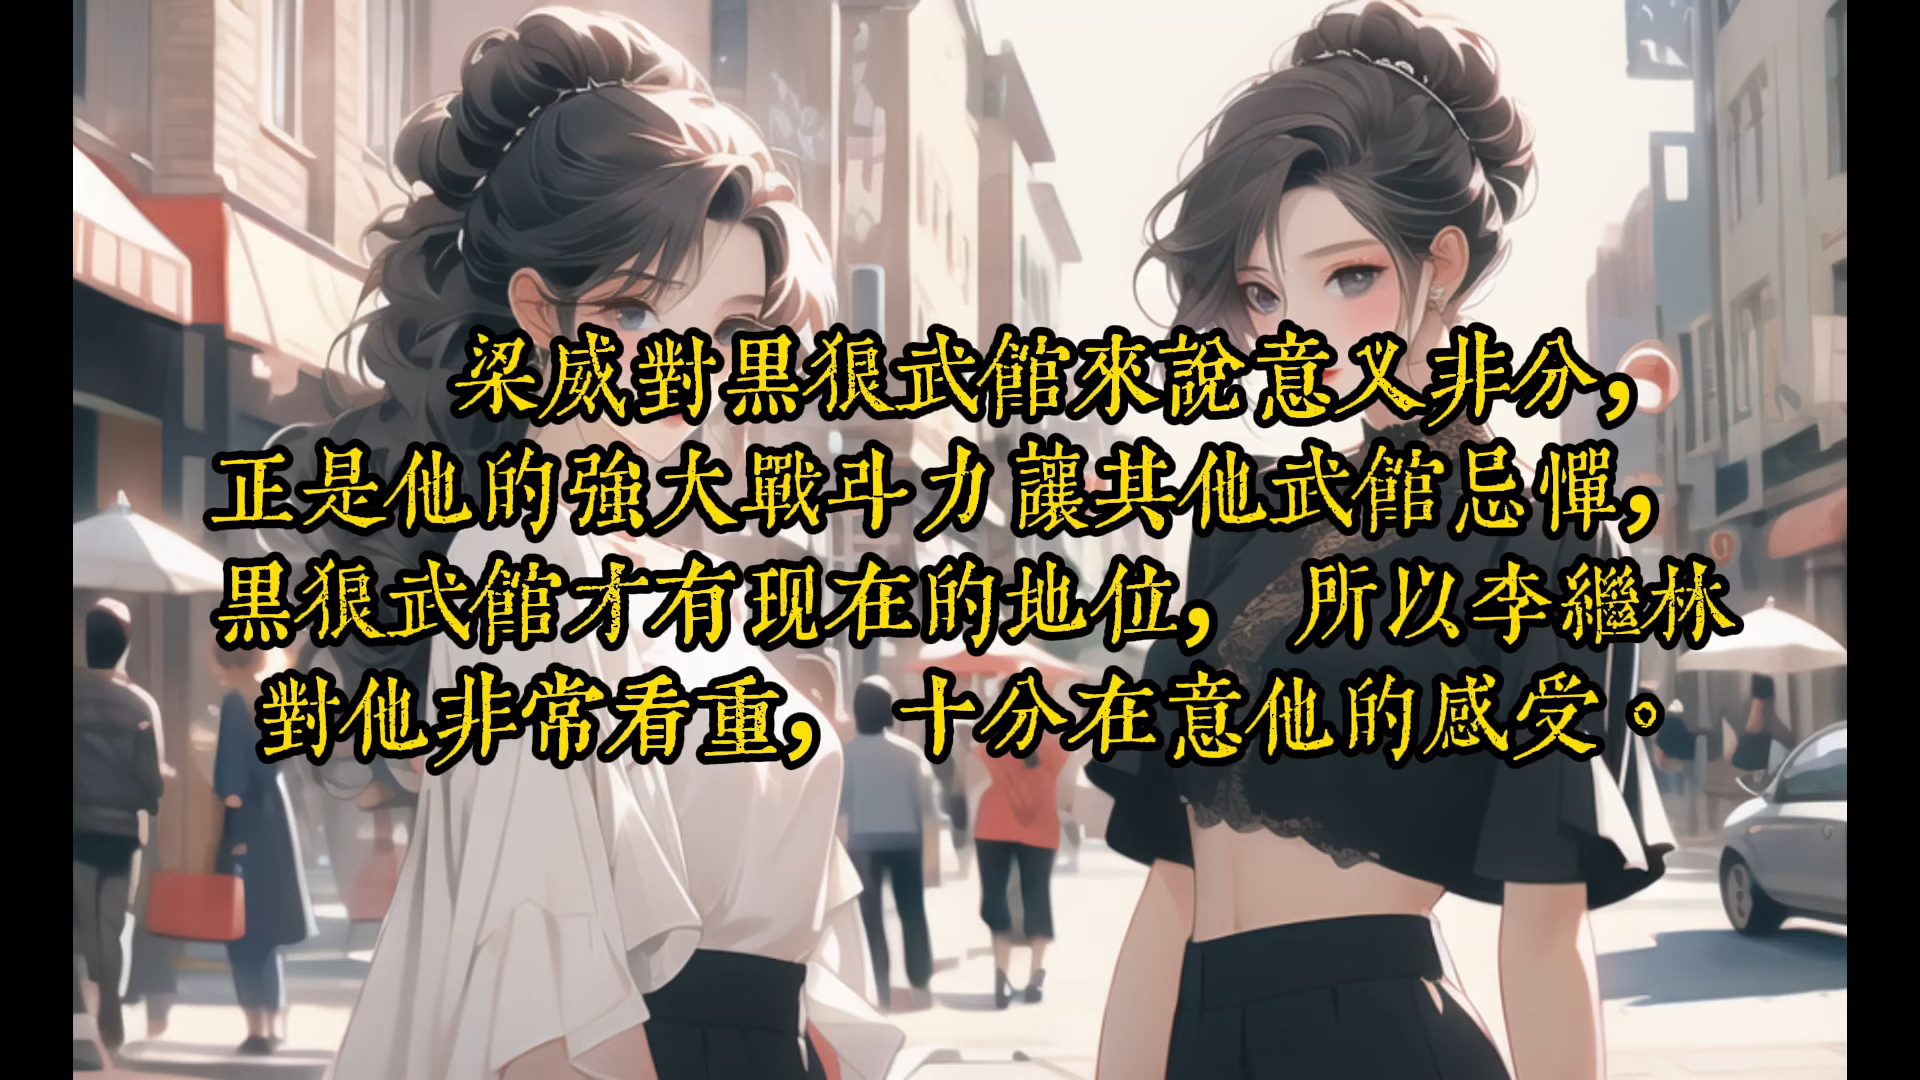 梁威對黑狼武館來說意义非分，
正是他的強大戰斗力讓其他武館忌憚，
黑狼武館才有现在的地位，所以李繼林
對他非常看重，十分在意他的感受。